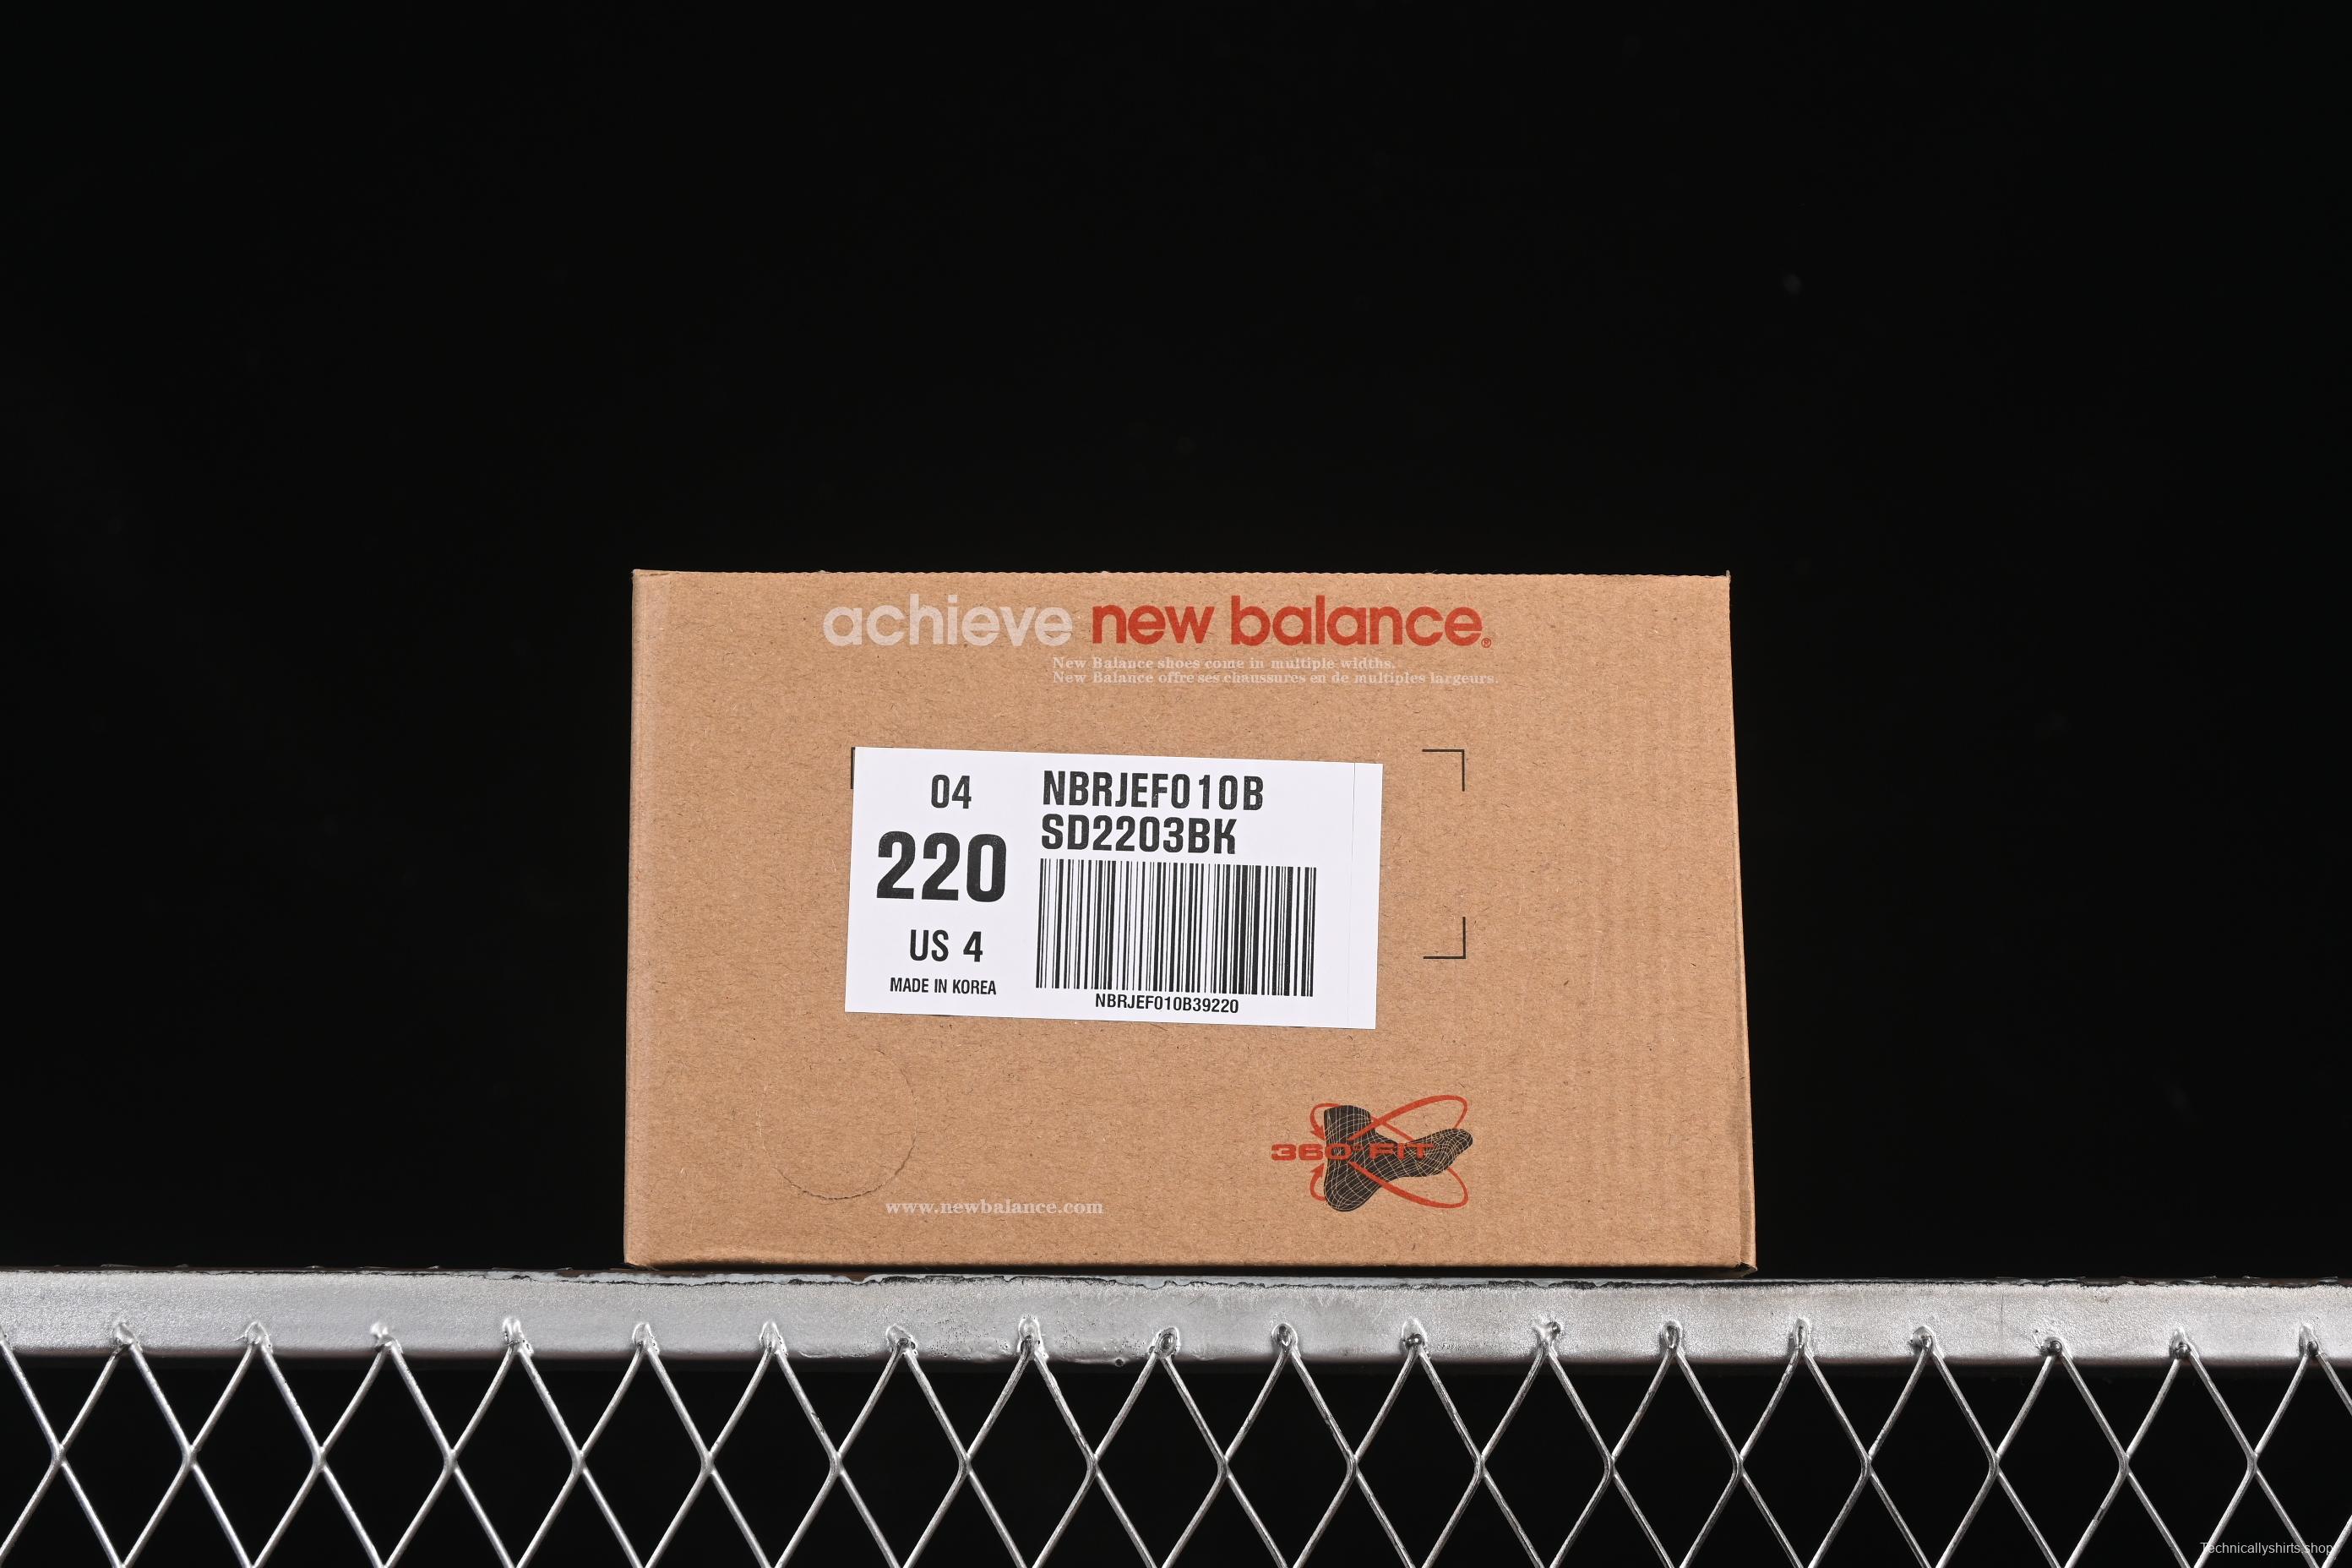 achieve new balance®
New Balance shoes come in multiple widths.
New Balance offre ses chaussures en de multiples largeurs.
04
220
US 4
MADE IN KOREA
NBRJEF010B
SD2203BK
NBRJEF010B39220
360° FIT
www.newbalance.com
Technicallyshirts.shop